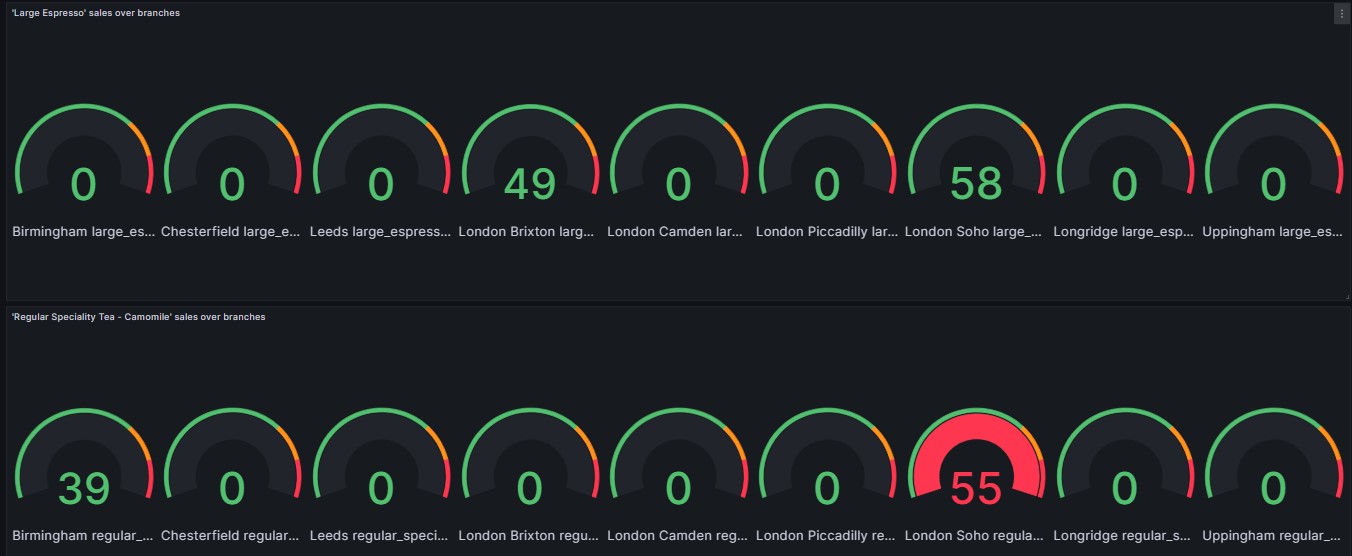 'Large Espresso' sales over branches
0 0 0 49 0 0 58 0 0
Birmingham large_es... Chesterfield large_e... Leeds large_espress... London Brixton larg... London Camden lar... London Piccadilly lar... London Soho large_... Longridge large_esp... Uppingham large_es...
'Regular Speciality Tea - Camomile' sales over branches
39 0 0 0 0 0 55 0 0
Birmingham regular_... Chesterfield regular... Leeds regular_speci... London Brixton regu... London Camden reg... London Piccadilly re... London Soho regula... Longridge regular_s... Uppingham regular_...